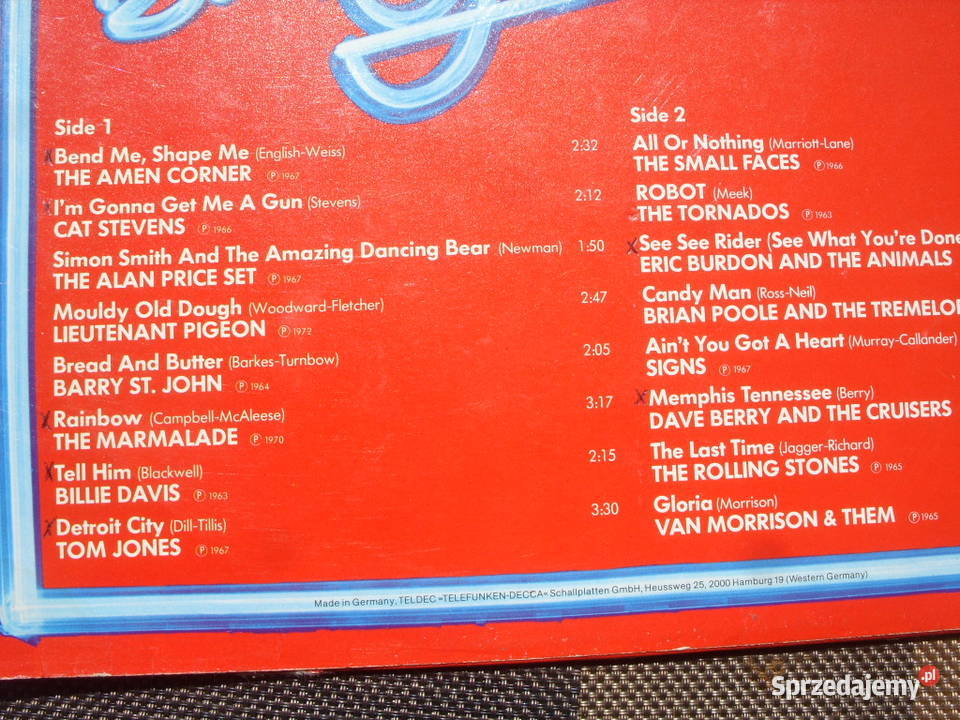 Side 1
Bend Me, Shape Me (English-Weiss) 2:32
THE AMEN CORNER Ⓟ 1967
I'm Gonna Get Me A Gun (Stevens) 2:12
CAT STEVENS Ⓟ 1966
Simon Smith And The Amazing Dancing Bear (Newman) 1:50
THE ALAN PRICE SET Ⓟ 1967
Mouldy Old Dough (Woodward-Fletcher) 2:47
LIEUTENANT PIGEON Ⓟ 1972
Bread And Butter (Barkes-Turnbow) 2:05
BARRY ST. JOHN Ⓟ 1964
Rainbow (Campbell-McAleese) 3:17
THE MARMALADE Ⓟ 1970
Tell Him (Blackwell) 2:15
BILLIE DAVIS Ⓟ 1963
Detroit City (Dill-Tillis) 3:30
TOM JONES Ⓟ 1967
Side 2
All Or Nothing (Marriott-Lane)
THE SMALL FACES Ⓟ 1966
ROBOT (Meek)
THE TORNADOS Ⓟ 1963
See See Rider (See What You're Done
ERIC BURDON AND THE ANIMALS
Candy Man (Ross-Neil)
BRIAN POOLE AND THE TREMELO
Ain't You Got A Heart (Murray-Callander)
SIGNS Ⓟ 1967
Memphis Tennessee (Berry)
DAVE BERRY AND THE CRUISERS
The Last Time (Jagger-Richard)
THE ROLLING STONES Ⓟ 1965
Gloria (Morrison)
VAN MORRISON & THEM Ⓟ 1965
Made in Germany, TELDEC »TELEFUNKEN-DECCA« Schallplatten GmbH, Heussweg 25, 2000 Hamburg 19 (Western Germany)
Sprzedajemy.pl